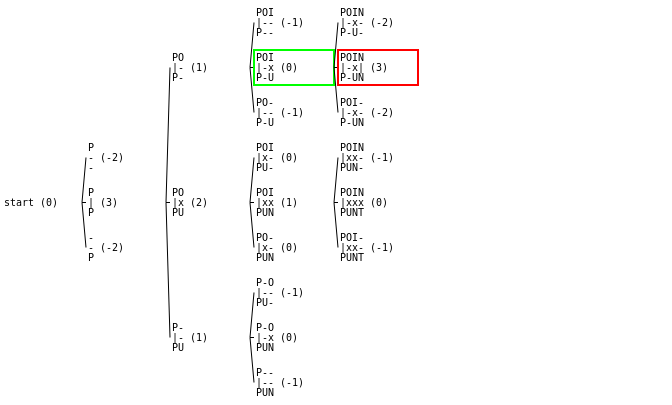 start (0)
P
- (-2)
-
P
| (3)
P
-
- (-2)
P
PO
|- (1)
P-
PO
|x (2)
PU
P-
|- (1)
PU
POI
|-- (-1)
P--
POI
|-x (0)
P-U
PO-
|-- (-1)
P-U
POI
|x- (0)
PU-
POI
|xx (1)
PUN
PO-
|x- (0)
PUN
P-O
|-- (-1)
PU-
P-O
|-x (0)
PUN
P--
|-- (-1)
PUN
POIN
|-x- (-2)
P-U-
POIN
|-x| (3)
P-UN
POI-
|-x- (-2)
P-UN
POIN
|xx- (-1)
PUN-
POIN
|xxx (0)
PUNT
POI-
|xx- (-1)
PUNT